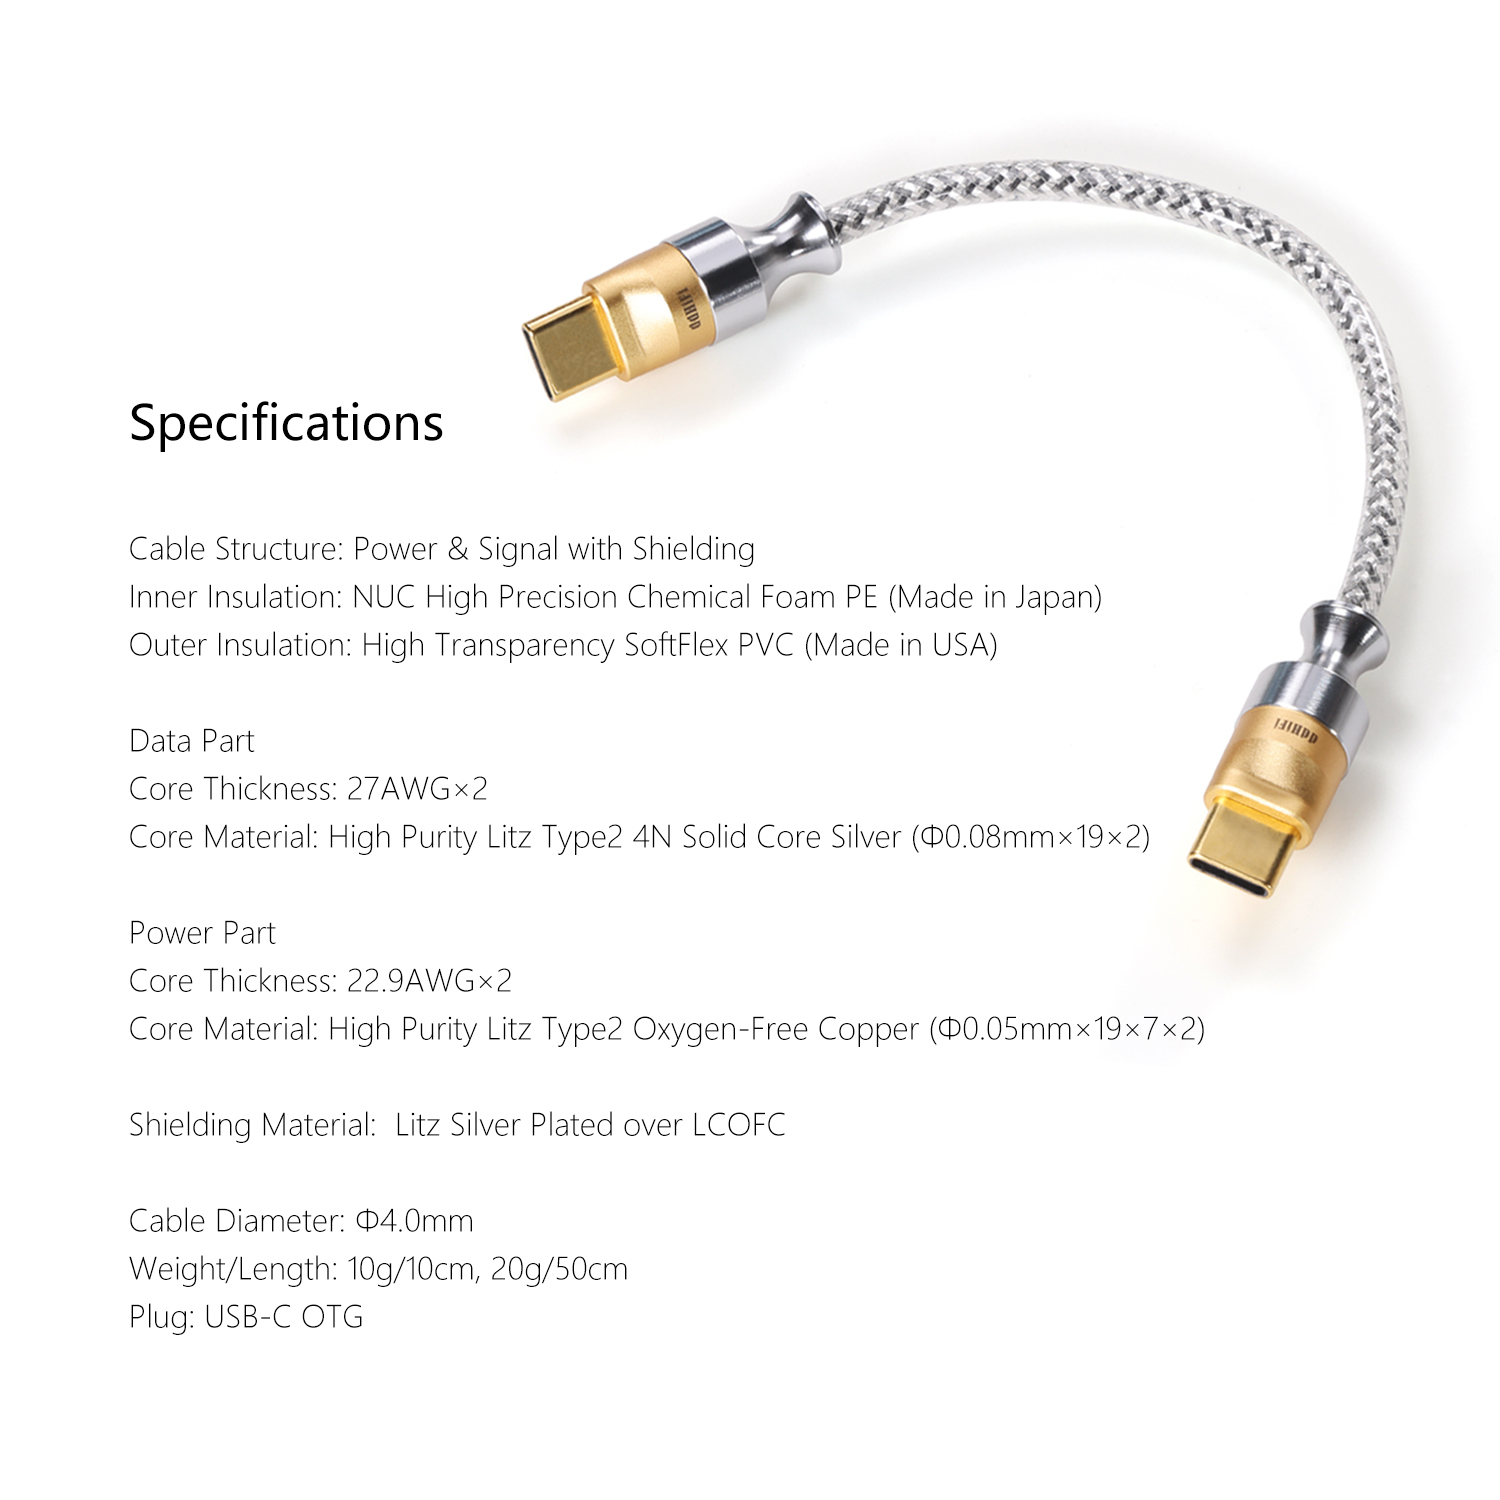 ddHiFi
ddHiFi
Specifications
Cable Structure: Power & Signal with Shielding
Inner Insulation: NUC High Precision Chemical Foam PE (Made in Japan)
Outer Insulation: High Transparency SoftFlex PVC (Made in USA)
Data Part
Core Thickness: 27AWG×2
Core Material: High Purity Litz Type2 4N Solid Core Silver (Φ0.08mm×19×2)
Power Part
Core Thickness: 22.9AWG×2
Core Material: High Purity Litz Type2 Oxygen-Free Copper (Φ0.05mm×19×7×2)
Shielding Material:  Litz Silver Plated over LCOFC
Cable Diameter: Φ4.0mm
Weight/Length: 10g/10cm, 20g/50cm
Plug: USB-C OTG